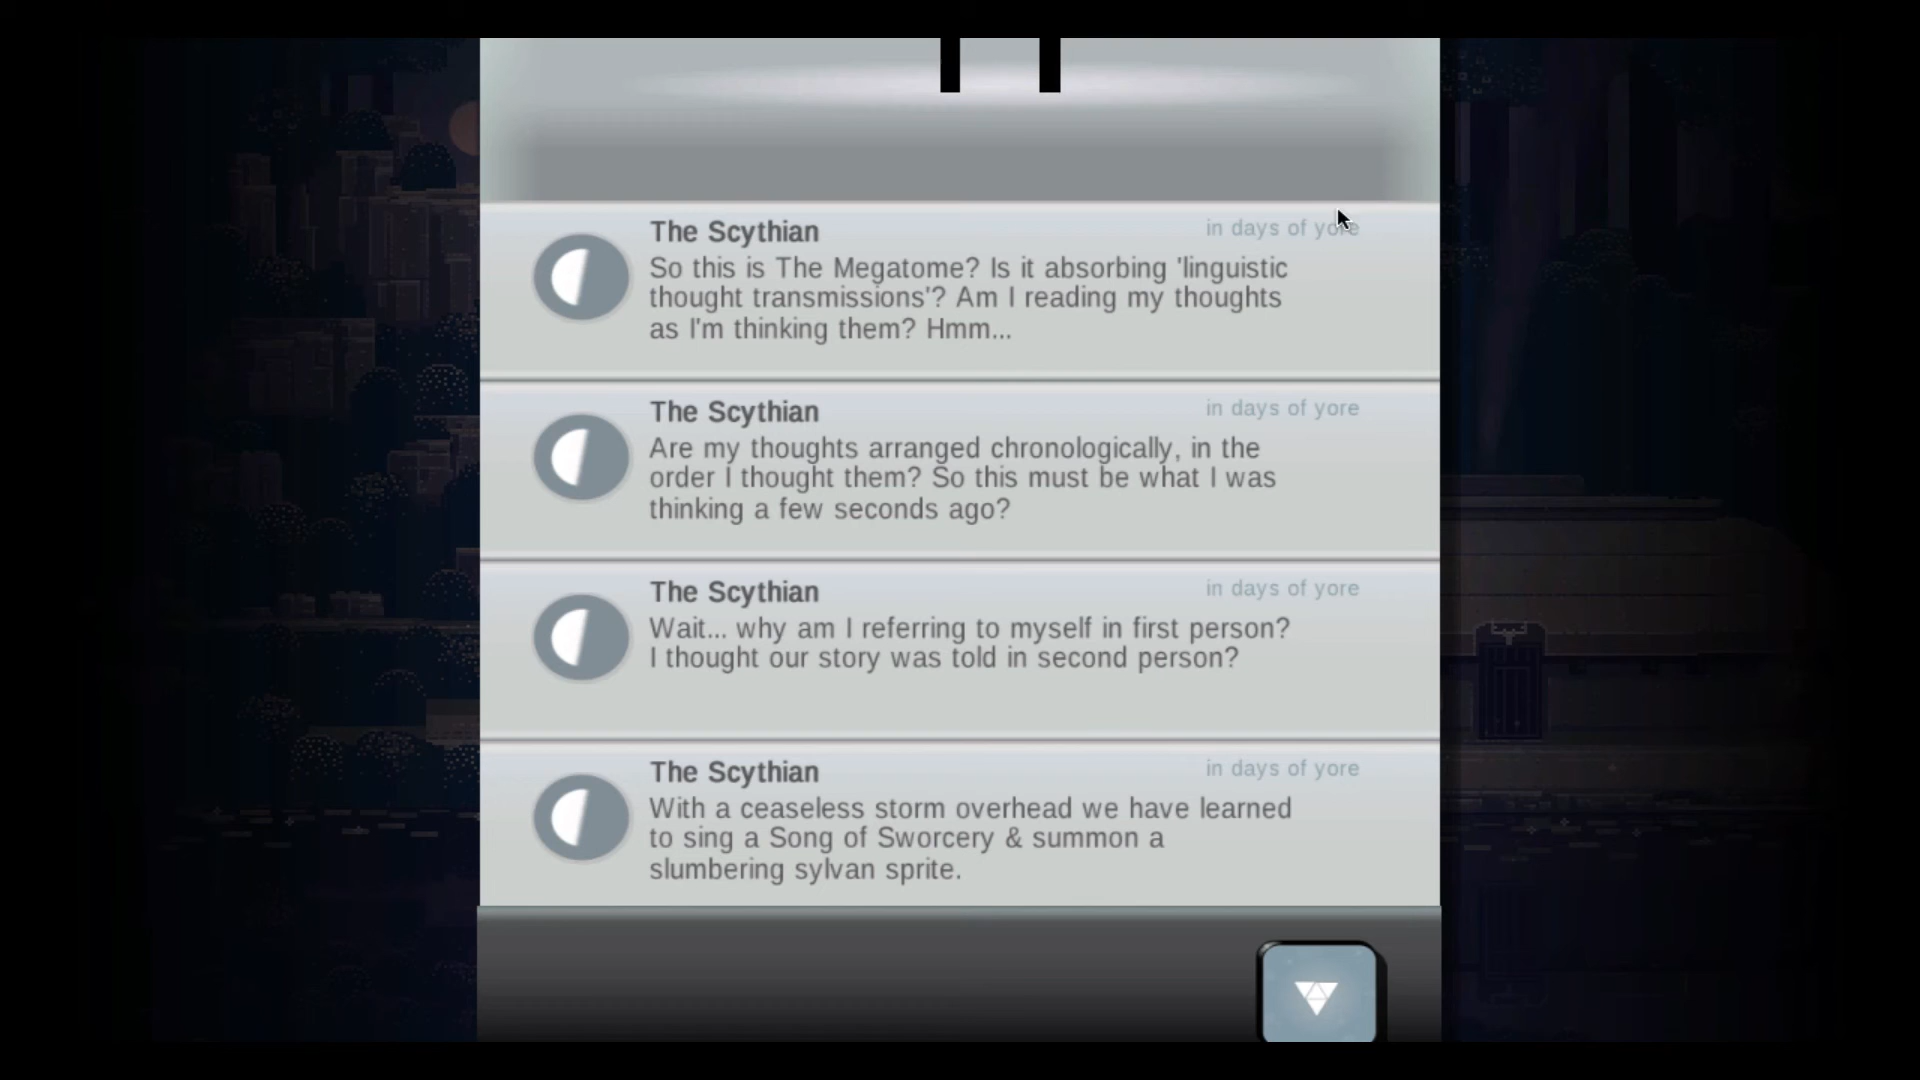 The Scythian
in days of yore
So this is The Megatome? Is it absorbing 'linguistic
thought transmissions'? Am I reading my thoughts
as I'm thinking them? Hmm...
The Scythian
in days of yore
Are my thoughts arranged chronologically, in the
order I thought them? So this must be what I was
thinking a few seconds ago?
The Scythian
in days of yore
Wait... why am I referring to myself in first person?
I thought our story was told in second person?
The Scythian
in days of yore
With a ceaseless storm overhead we have learned
to sing a Song of Sworcery & summon a
slumbering sylvan sprite.